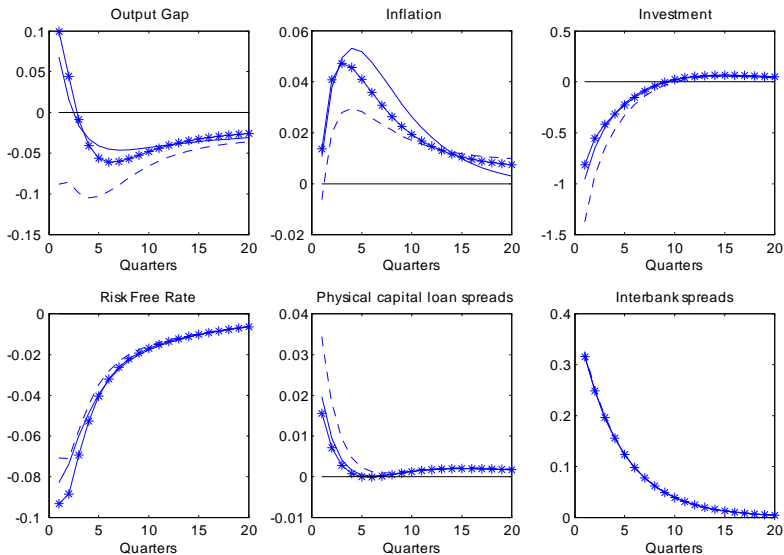 Output Gap
0.1
0.05
0
-0.05
-0.1
-0.15
0 5 10 15 20
Quarters
Inflation
0.06
0.04
0.02
0
-0.02
0 5 10 15 20
Quarters
Investment
0.5
0
-0.5
-1
-1.5
0 5 10 15 20
Quarters
Risk Free Rate
0
-0.02
-0.04
-0.06
-0.08
-0.1
0 5 10 15 20
Quarters
Physical capital loan spreads
0.04
0.03
0.02
0.01
0
-0.01
0 5 10 15 20
Quarters
Interbank spreads
0.4
0.3
0.2
0.1
0
0 5 10 15 20
Quarters